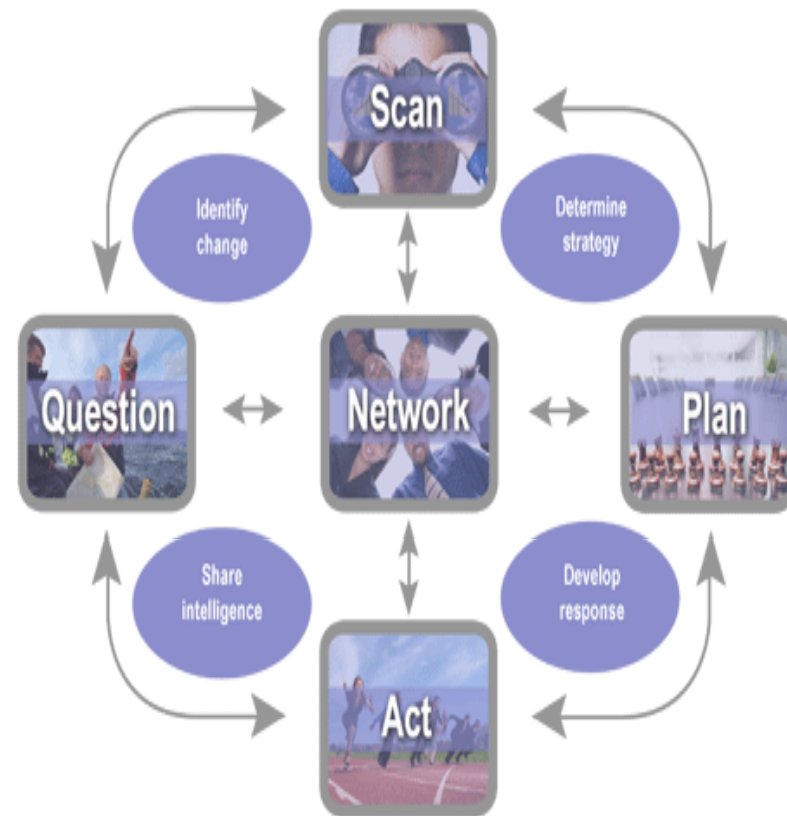 Scan
Identify
change
Determine
strategy
Question
Network
Plan
Share
intelligence
Develop
response
Act